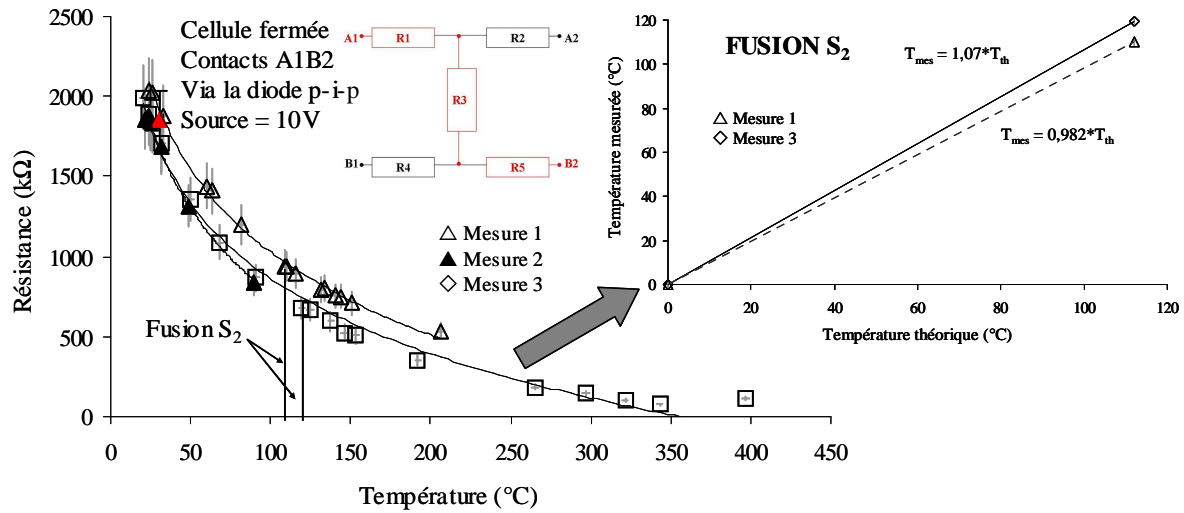 2500
2000
1500
1000
500
0
Résistance (kΩ)
0 50 100 150 200 250 300 350 400 450
Température (°C)
Cellule fermée
Contacts A1B2
Via la diode p-i-p
Source = 10V
A1 R1 R2 A2
R3
B1 R4 R5 B2
Mesure 1
Mesure 2
Mesure 3
Fusion S2
120
100
80
60
40
20
0
Température mesurée (°C)
0 20 40 60 80 100 120
Température théorique (°C)
FUSION S2
Tmes = 1,07*Tth
Mesure 1
Mesure 3
Tmes = 0,982*Tth